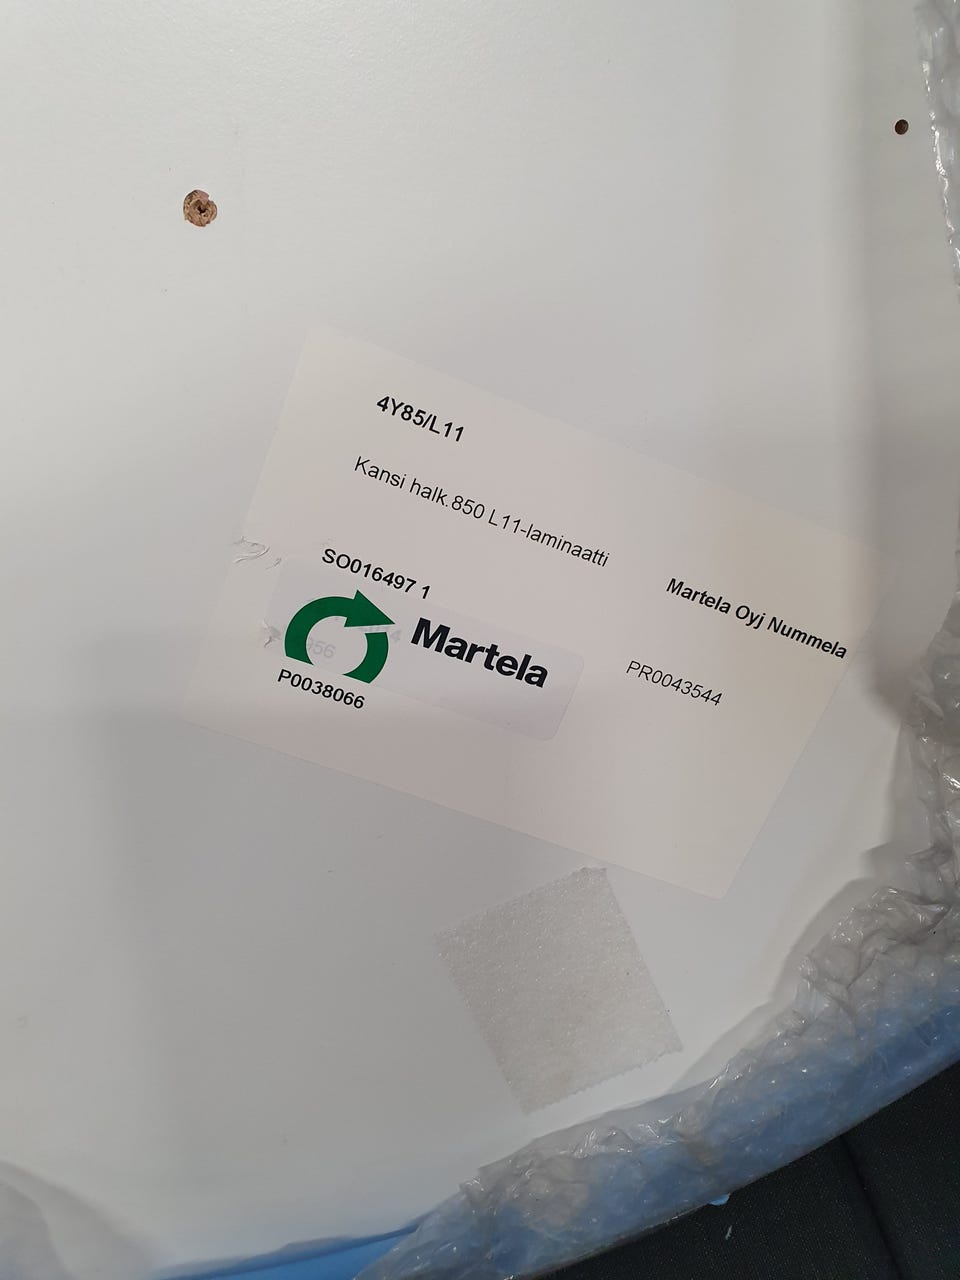 4Y85/L11
Kansi halk.850 L11-laminaatti
SO016497 1
Martela Oyj Nummela
Martela
PR0043544
P0038066